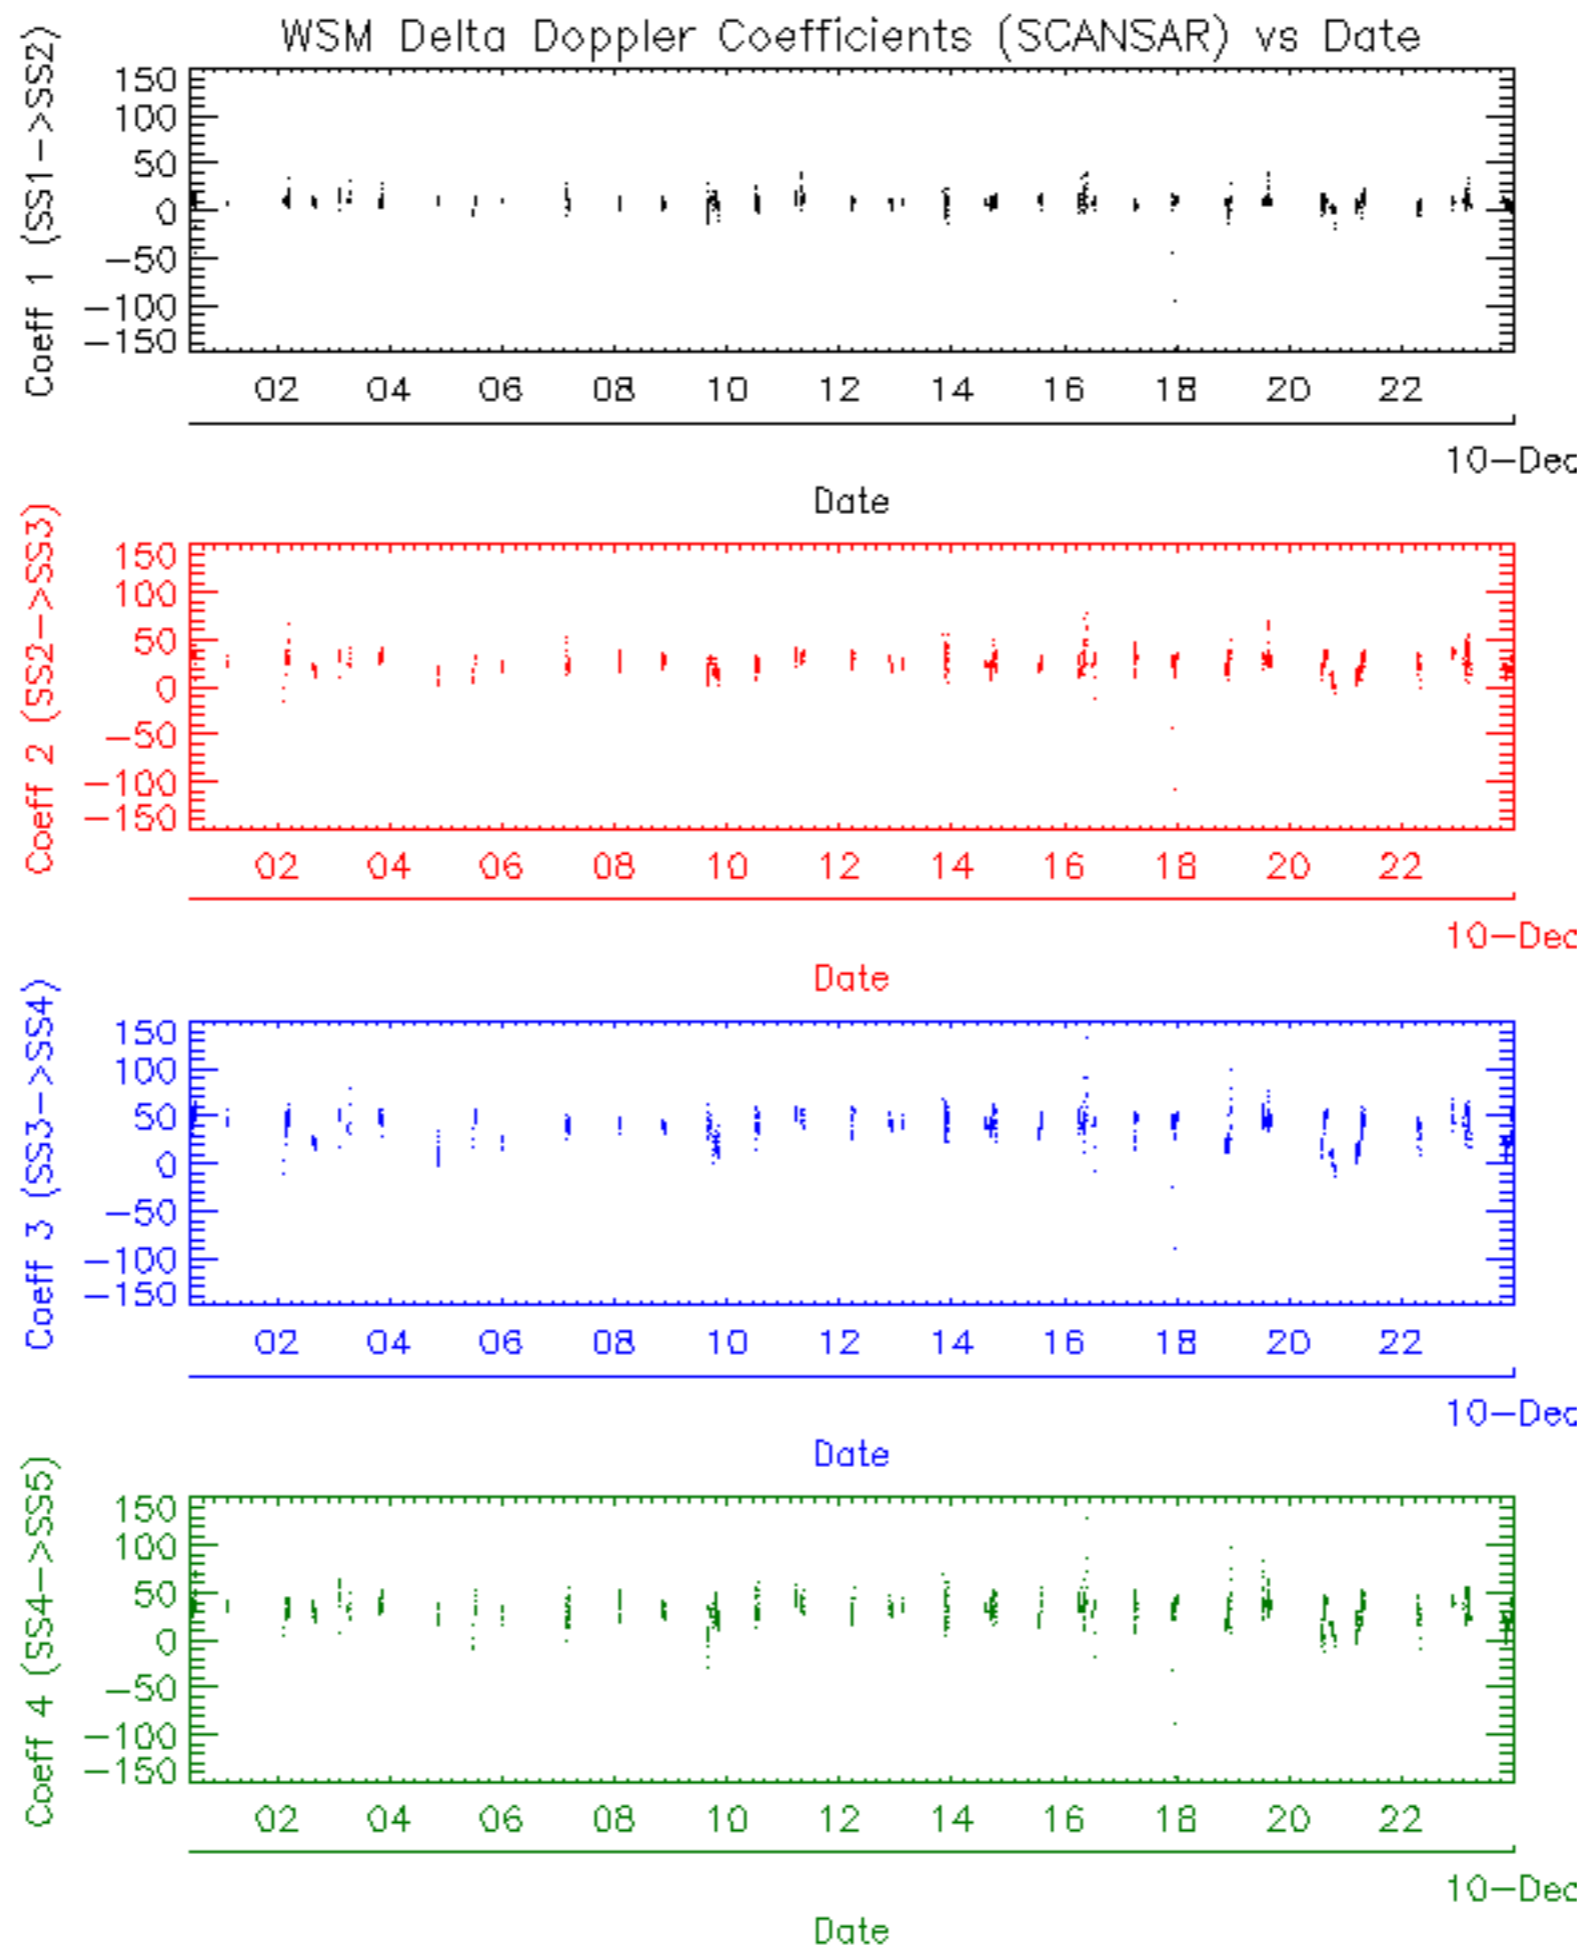 WSM Delta Doppler Coefficients (SCANSAR) vs Date
Coeff 1 (SS1->SS2)
150
100
50
0
-50
-100
-150
02 04 06 08 10 12 14 16 18 20 22
10-Dec
Date
Coeff 2 (SS2->SS3)
150
100
50
0
-50
-100
-150
02 04 06 08 10 12 14 16 18 20 22
10-Dec
Date
Coeff 3 (SS3->SS4)
150
100
50
0
-50
-100
-150
02 04 06 08 10 12 14 16 18 20 22
10-Dec
Date
Coeff 4 (SS4->SS5)
150
100
50
0
-50
-100
-150
02 04 06 08 10 12 14 16 18 20 22
10-Dec
Date